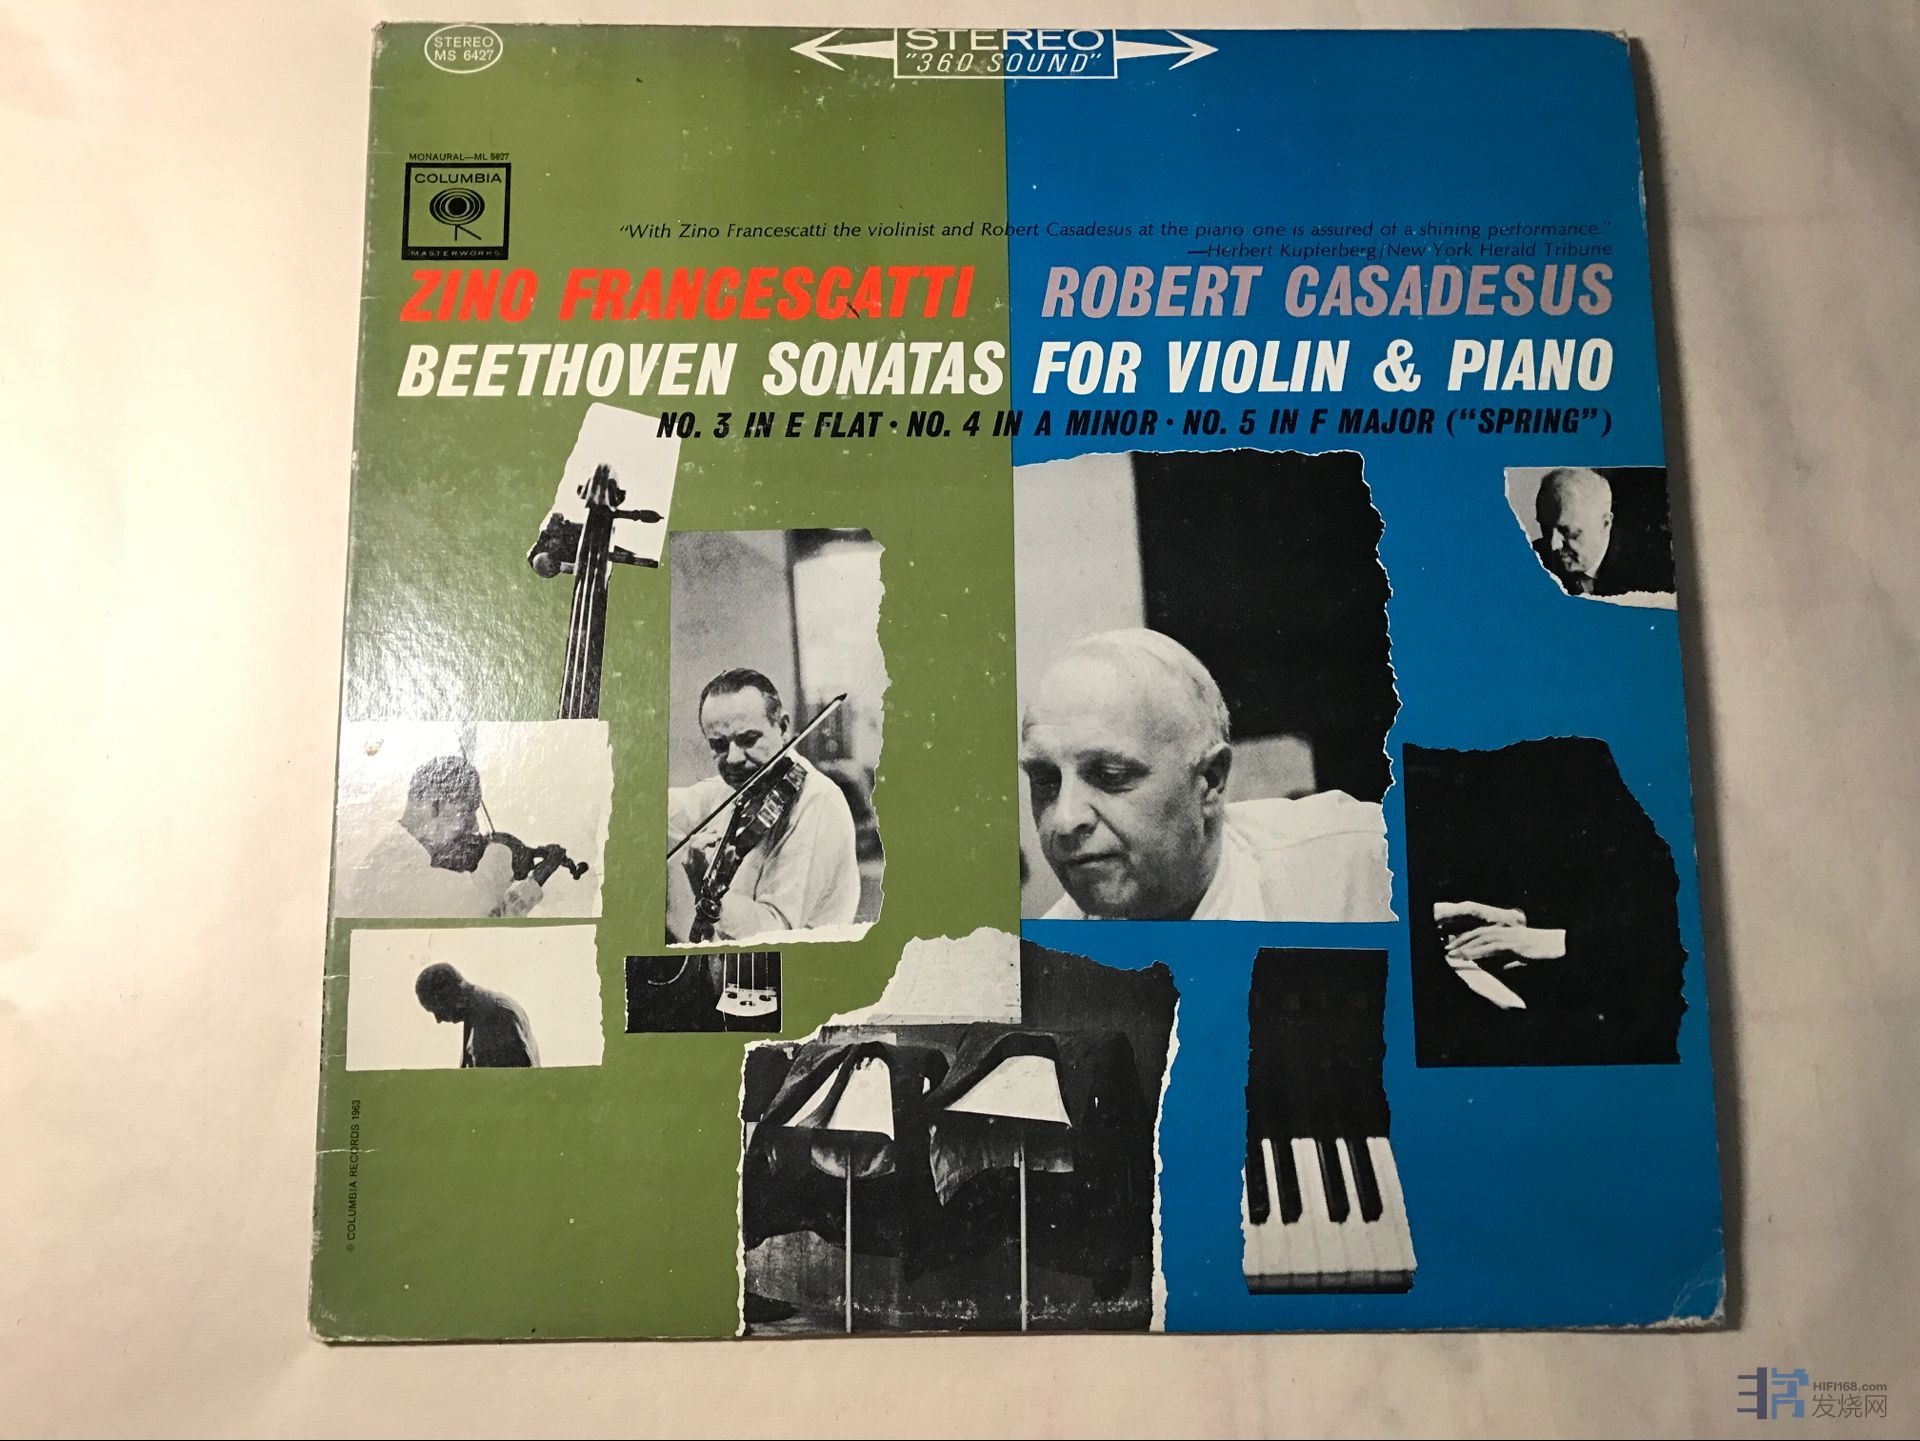 STEREO
MS 6427
STEREO
"360 SOUND"
MONAURAL—ML 5827
COLUMBIA
MASTERWORKS
"With Zino Francescatti the violinist and Robert Casadesus at the piano one is assured of a shining performance."
—Herbert Kupferberg/New York Herald Tribune
ZINO FRANCESCATTI ROBERT CASADESUS
BEETHOVEN SONATAS FOR VIOLIN & PIANO
NO. 3 IN E FLAT • NO. 4 IN A MINOR • NO. 5 IN F MAJOR ("SPRING")
© COLUMBIA RECORDS 1963
HIFI168.com
发烧网